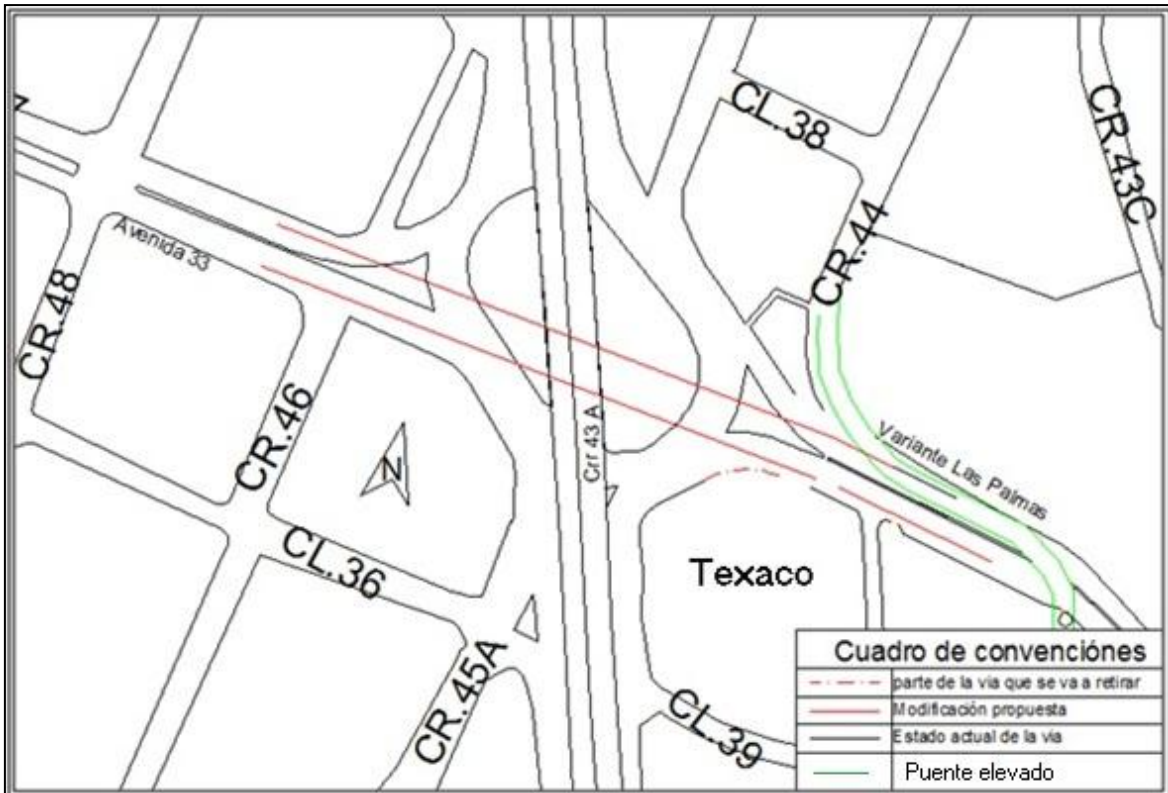 CL.38
CR.43C
CR.44
Avenida 33
CR.48
CR.46
N
Crr 43 A
Variante Las Palmas
CL.36
Texaco
CR.45A
CL.39
Cuadro de convenciónes
parte de la via que se va a retirar
Modificación propuesta
Estado actual de la via
Puente elevado